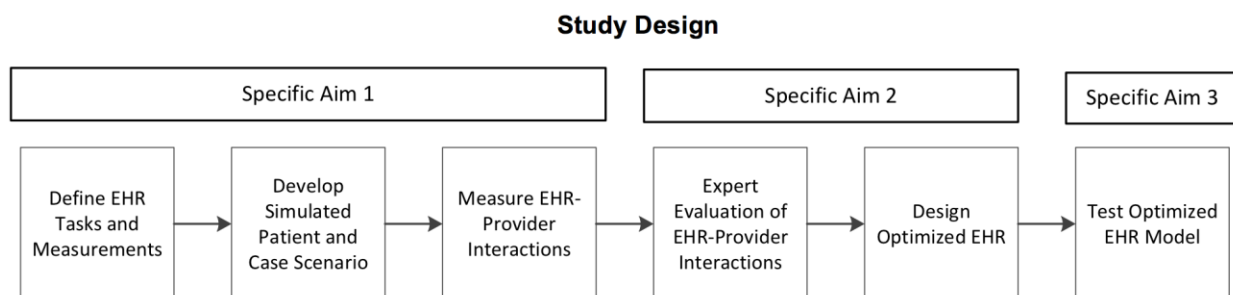 Study Design
Specific Aim 1
Specific Aim 2
Specific Aim 3
Define EHR
Tasks and
Measurements
Develop
Simulated
Patient and
Case Scenario
Measure EHR-
Provider
Interactions
Expert
Evaluation of
EHR-Provider
Interactions
Design
Optimized EHR
Test Optimized
EHR Model